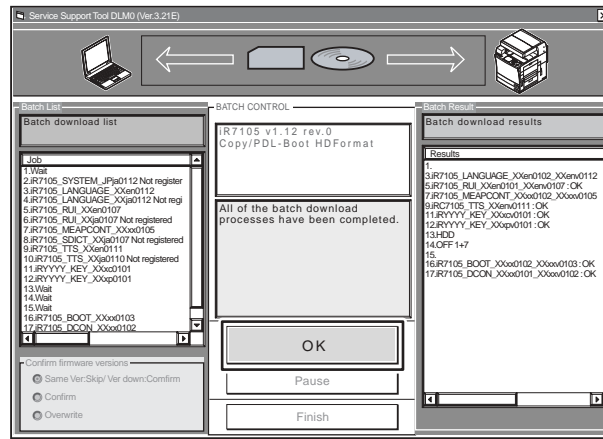 Service Support Tool DLM0 (Ver.3.21E)
Batch List
Batch download list
Job
1.Wait
2.iR7105_SYSTEM_JPja0112 Not register
3.iR7105_LANGUAGE_XXen0112
4.iR7105_LANGUAGE_XXja0112 Not regi
5.iR7105_RUI_XXen0107
6.iR7105_RUI_XXja0107 Not registered
7.iR7105_MEAPCONT_XXxx0105
8.iR7105_SDICT_XXja0107 Not registered
9.iR7105_TTS_XXen0111
10.iR7105_TTS_XXja0110 Not registered
11.iRYYYY_KEY_XXxc0101
12.iRYYYY_KEY_XXxp0101
13.Wait
14.Wait
15.Wait
16.iR7105_BOOT_XXxx0103
17.iR7105_DCON_XXxx0102
Confirm firmware versions
Same Ver:Skip/ Ver down:Comfirm
Confirm
Overwrite
BATCH CONTROL
iR7105 v1.12 rev.0
Copy/PDL-Boot HDFormat
All of the batch download
processes have been completed.
OK
Pause
Finish
Batch Result
Batch download results
Results
1.
3.iR7105_LANGUAGE_XXen0102_XXenv0112
5.iR7105_RUI_XXen0101_XXenv0107 : OK
7.iR7105_MEAPCONT_XXxx0102_XXxxv0105
9.iRC7105_TTS_XXenv0111 : OK
11.iRYYYY_KEY_XXxcv0101 : OK
12.iRYYYY_KEY_XXxpv0101 : OK
13.HDD
14.OFF 1+7
15.
16.iR7105_BOOT_XXxx0102_XXxxv0103 : OK
17.iR7105_DCON_XXxx0101_XXxxv0102 : OK